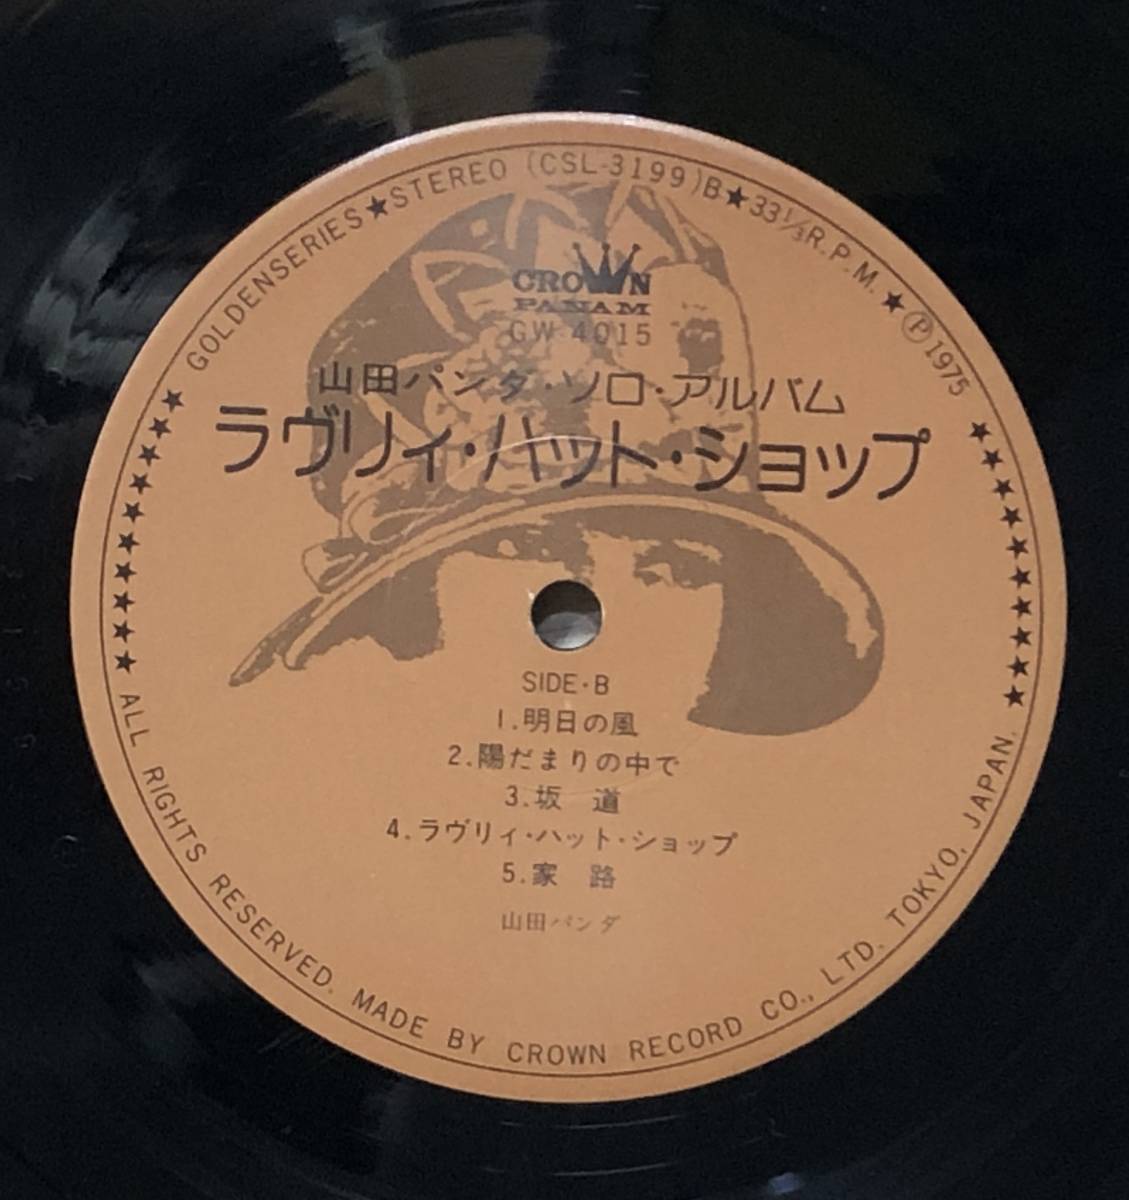 ★ GOLDENSERIES ★ STEREO (CSL-3199)B ★ 33⅓ R.P.M. ★ Ⓟ 1975
CROWN
PANAM
GW-4015
山田パンダ・ソロ・アルバム
ラヴリィ・ハット・ショップ
SIDE・B
1.明日の風
2.陽だまりの中で
3.坂 道
4.ラヴリィ・ハット・ショップ
5.家 路
山田パンダ
ALL RIGHTS RESERVED. MADE BY CROWN RECORD CO., LTD. TOKYO, JAPAN.